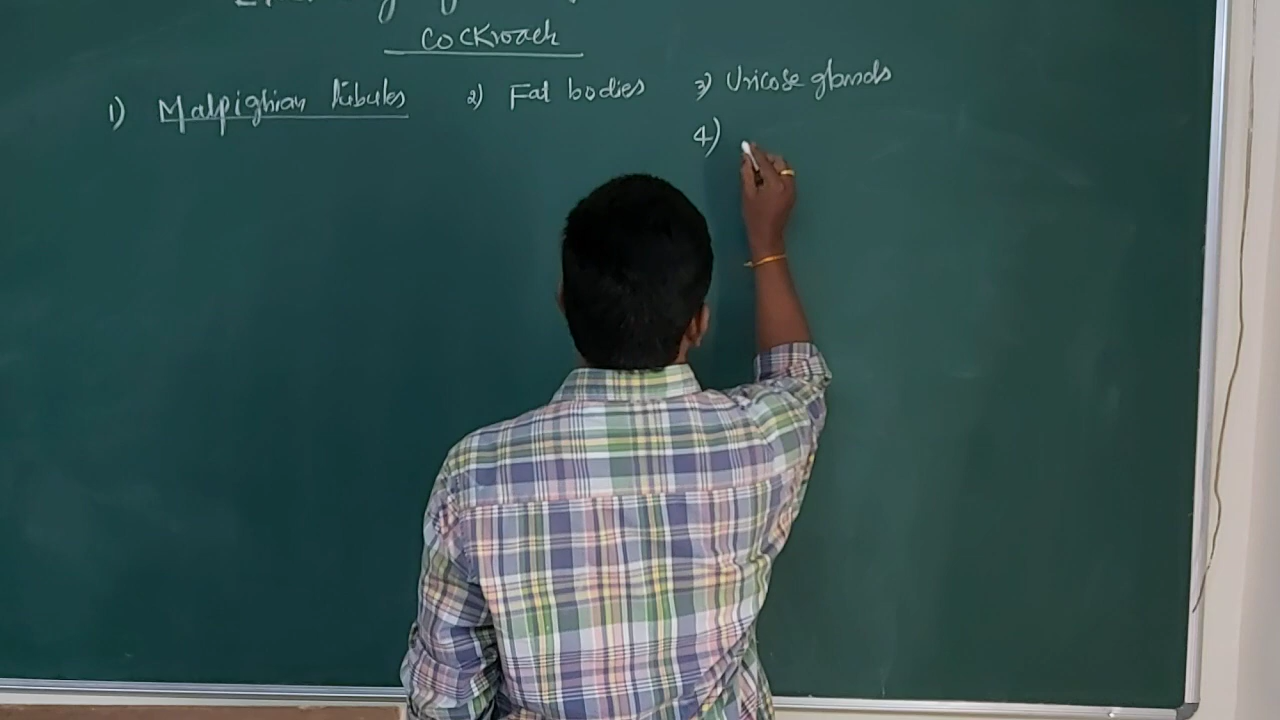 Cockroach
1) Malpighian tubules 2) Fat bodies 3) Uricose glands
4)